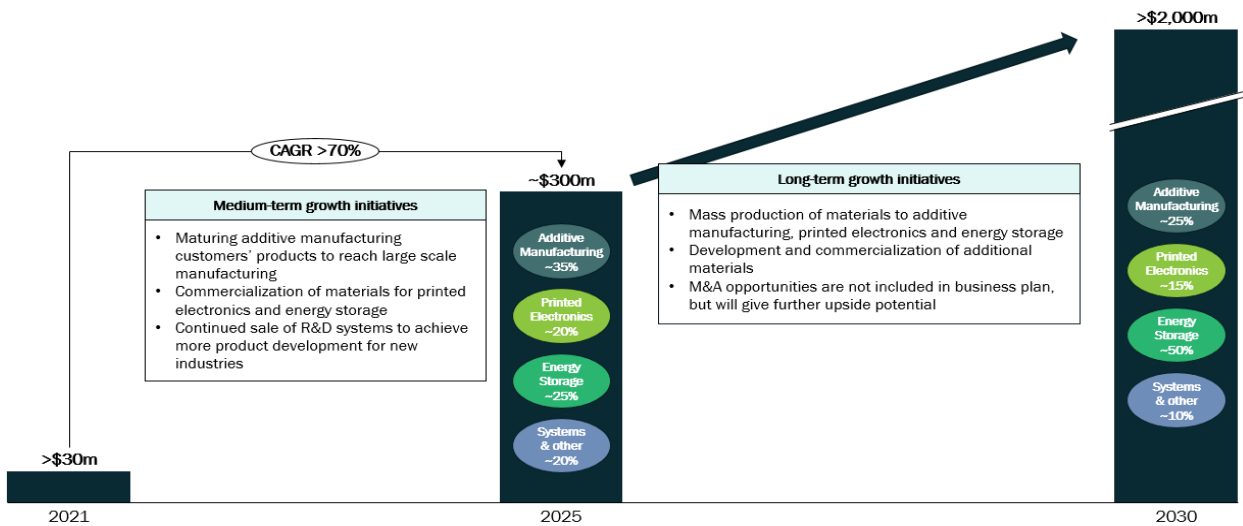 >$2,000m
CAGR >70%
~$300m
Medium-term growth initiatives
• Maturing additive manufacturing
customers’ products to reach large scale
manufacturing
• Commercialization of materials for printed
electronics and energy storage
• Continued sale of R&D systems to achieve
more product development for new
industries
Additive
Manufacturing
~35%
Printed
Electronics
~20%
Energy
Storage
~25%
Systems
& other
~20%
Long-term growth initiatives
• Mass production of materials to additive
manufacturing, printed electronics and energy storage
• Development and commercialization of additional
materials
• M&A opportunities are not included in business plan,
but will give further upside potential
Additive
Manufacturing
~25%
Printed
Electronics
~15%
Energy
Storage
~50%
Systems
& other
~10%
>$30m
2021
2025
2030